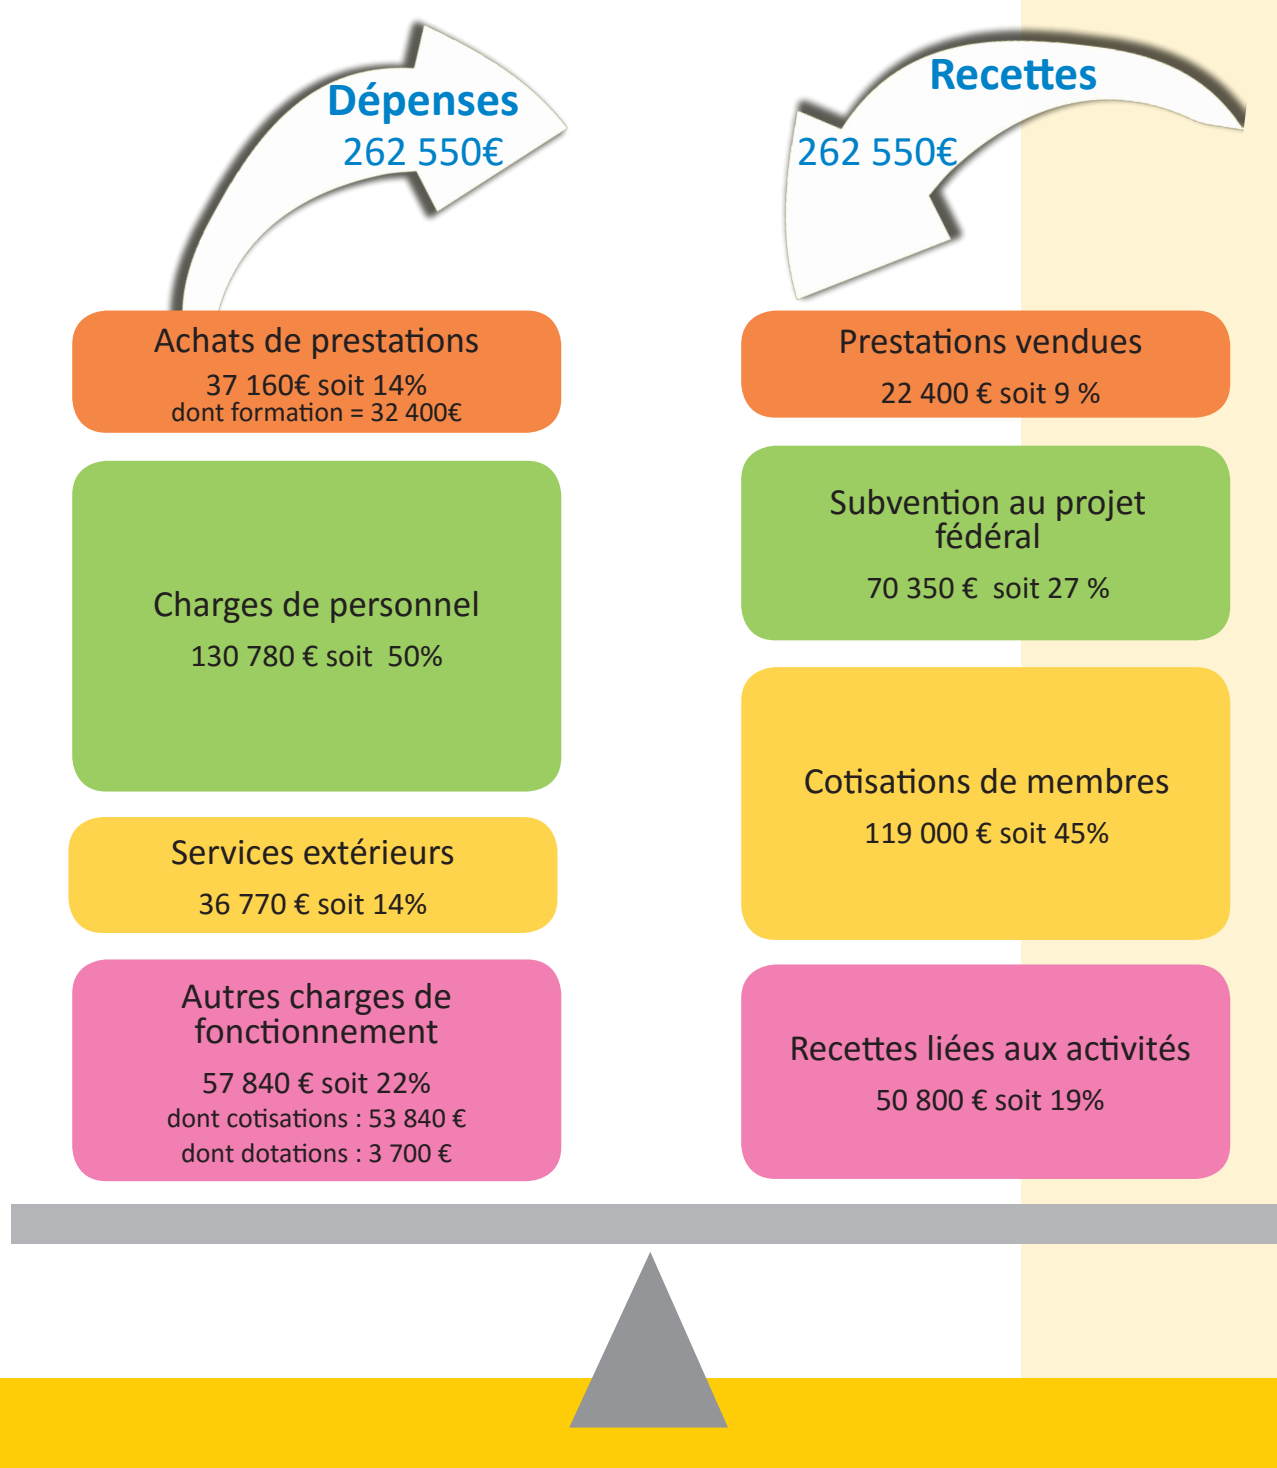 Dépenses
262 550€
Achats de prestations
37 160€ soit 14%
dont formation = 32 400€
Charges de personnel
130 780 € soit  50%
Services extérieurs
36 770 € soit 14%
Autres charges de
fonctionnement
57 840 € soit 22%
dont cotisations : 53 840 €
dont dotations : 3 700 €
Recettes
262 550€
Prestations vendues
22 400 € soit 9 %
Subvention au projet
fédéral
70 350 €  soit 27 %
Cotisations de membres
119 000 € soit 45%
Recettes liées aux activités
50 800 € soit 19%